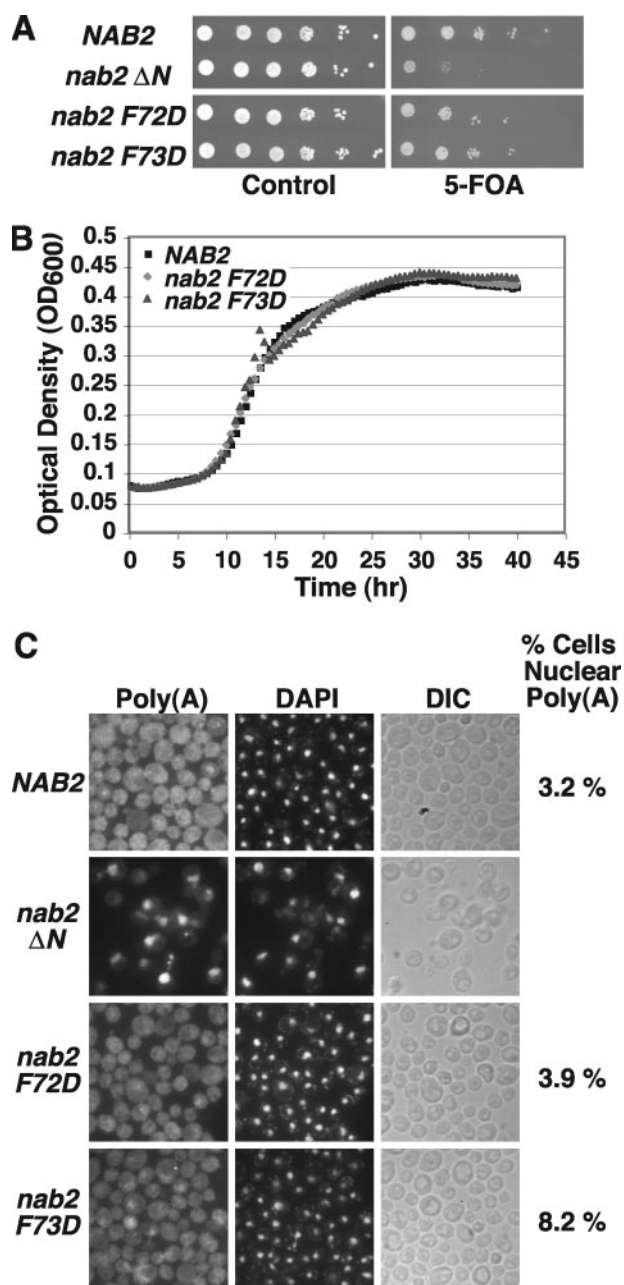 A
NAB2
nab2 ΔN
nab2 F72D
nab2 F73D
Control 5-FOA
B
0.5
0.45
0.4
0.35
0.3
0.25
0.2
0.15
0.1
0.05
0
Optical Density (OD600)
NAB2
nab2 F72D
nab2 F73D
0 5 10 15 20 25 30 35 40 45
Time (hr)
C
% Cells
Nuclear
Poly(A)
Poly(A) DAPI DIC
NAB2
3.2 %
nab2
ΔN
nab2
F72D
3.9 %
nab2
F73D
8.2 %